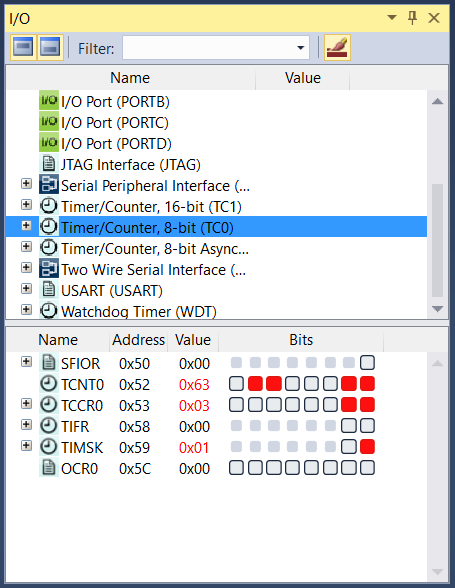 I/O
Filter:
Name Value
I/O I/O Port (PORTB)
I/O I/O Port (PORTC)
I/O I/O Port (PORTD)
JTAG Interface (JTAG)
Serial Peripheral Interface (...
Timer/Counter, 16-bit (TC1)
Timer/Counter, 8-bit (TC0)
Timer/Counter, 8-bit Async...
Two Wire Serial Interface (...
USART (USART)
Watchdog Timer (WDT)
Name Address Value Bits
SFIOR 0x50 0x00
TCNT0 0x52 0x63
TCCR0 0x53 0x03
TIFR 0x58 0x00
TIMSK 0x59 0x01
OCR0 0x5C 0x00